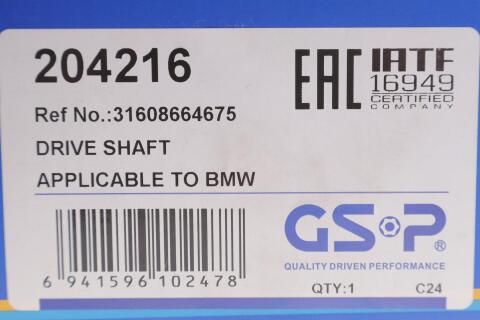 204216
EAC
IATF
16949
CERTIFIED
COMPANY
Ref No.:31608664675
DRIVE SHAFT
APPLICABLE TO BMW
GSP®
QUALITY DRIVEN PERFORMANCE
6 941596 102478
QTY:1 C24